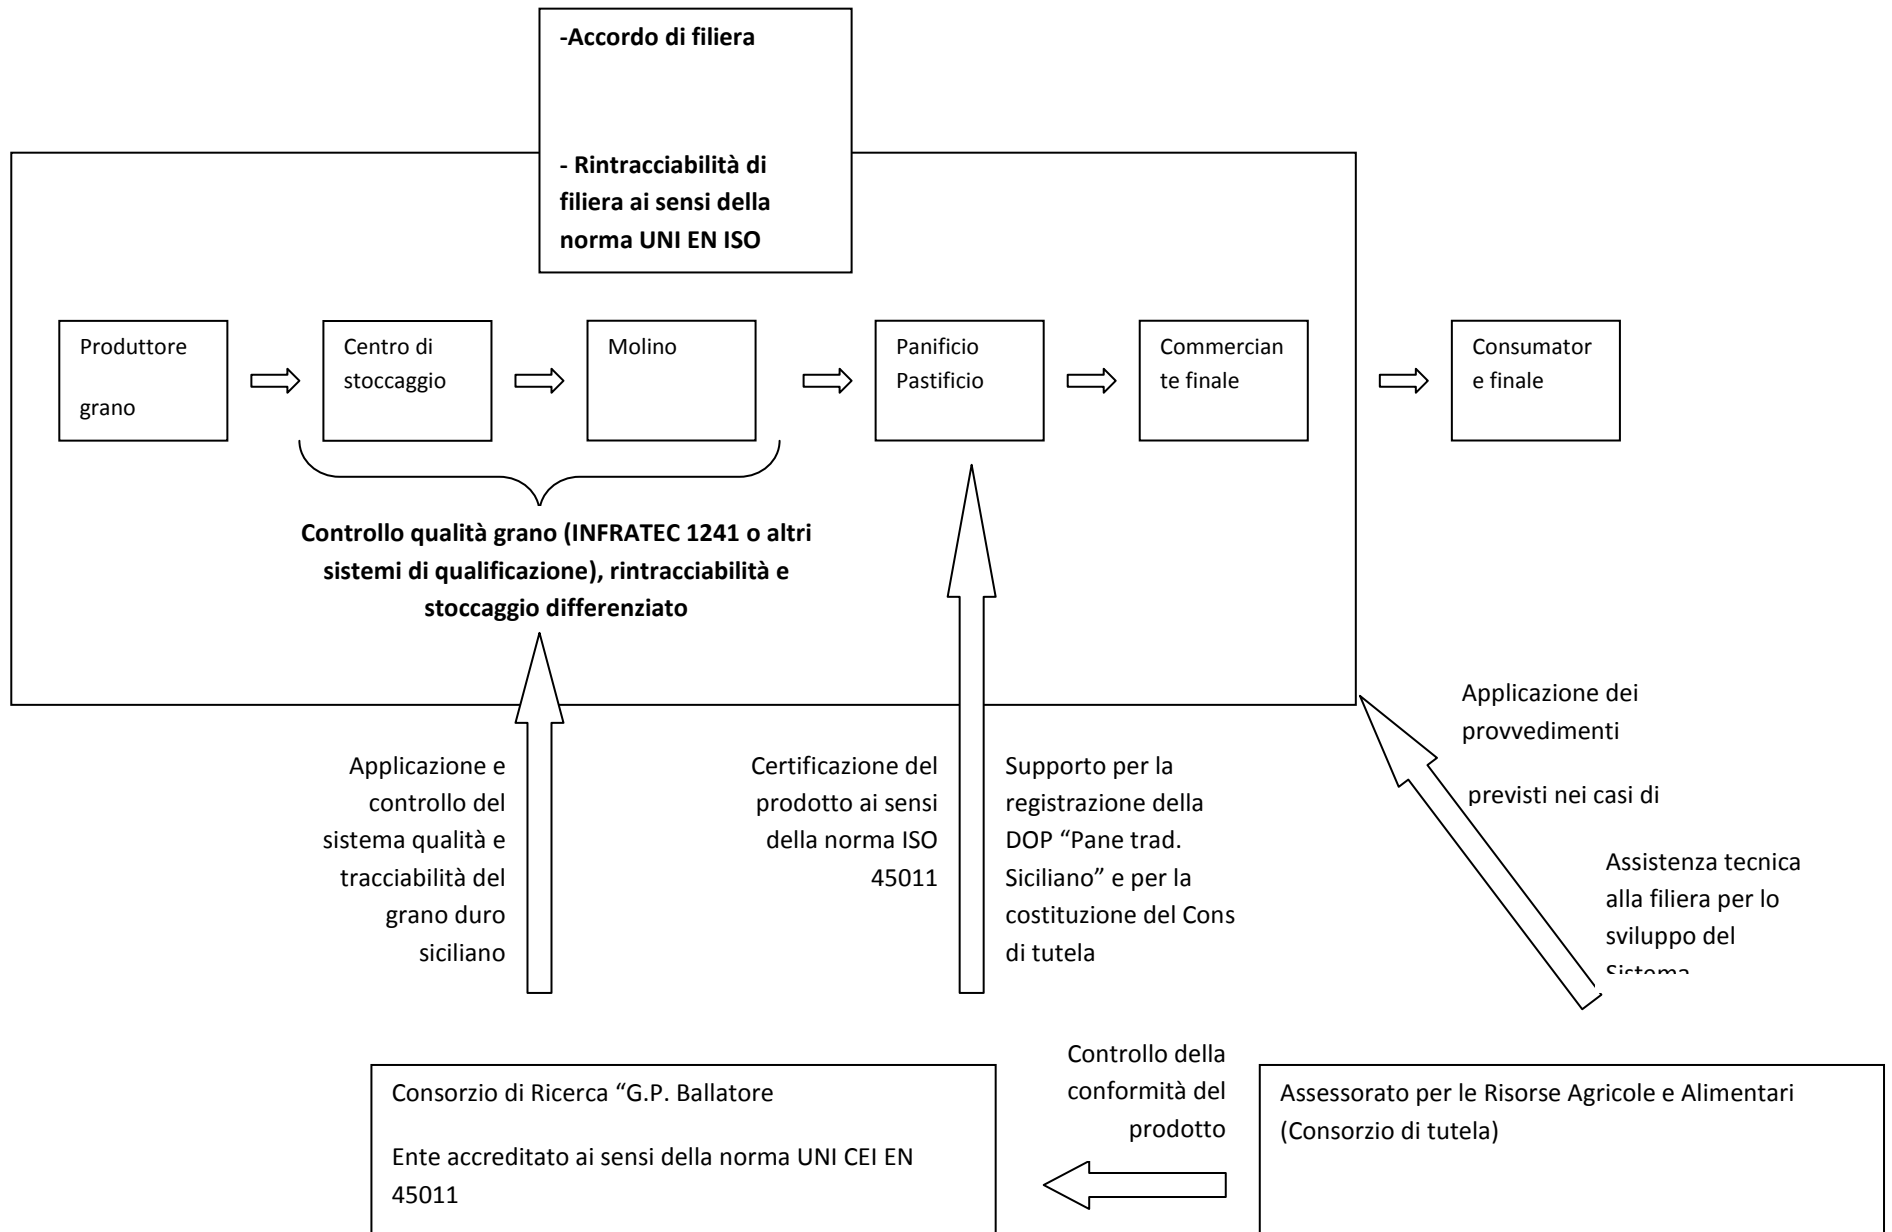 -Accordo di filiera
- Rintracciabilità di
filiera ai sensi della
norma UNI EN ISO
Produttore
grano
Centro di
stoccaggio
Molino
Panificio
Pastificio
Commercian
te finale
Consumator
e finale
Controllo qualità grano (INFRATEC 1241 o altri
sistemi di qualificazione), rintracciabilità e
stoccaggio differenziato
Applicazione e
controllo del
sistema qualità e
tracciabilità del
grano duro
siciliano
Certificazione del
prodotto ai sensi
della norma ISO
45011
Supporto per la
registrazione della
DOP “Pane trad.
Siciliano” e per la
costituzione del Cons
di tutela
Applicazione dei
provvedimenti
previsti nei casi di
Assistenza tecnica
alla filiera per lo
sviluppo del
Sistema
Consorzio di Ricerca “G.P. Ballatore
Ente accreditato ai sensi della norma UNI CEI EN
45011
Controllo della
conformità del
prodotto
Assessorato per le Risorse Agricole e Alimentari
(Consorzio di tutela)